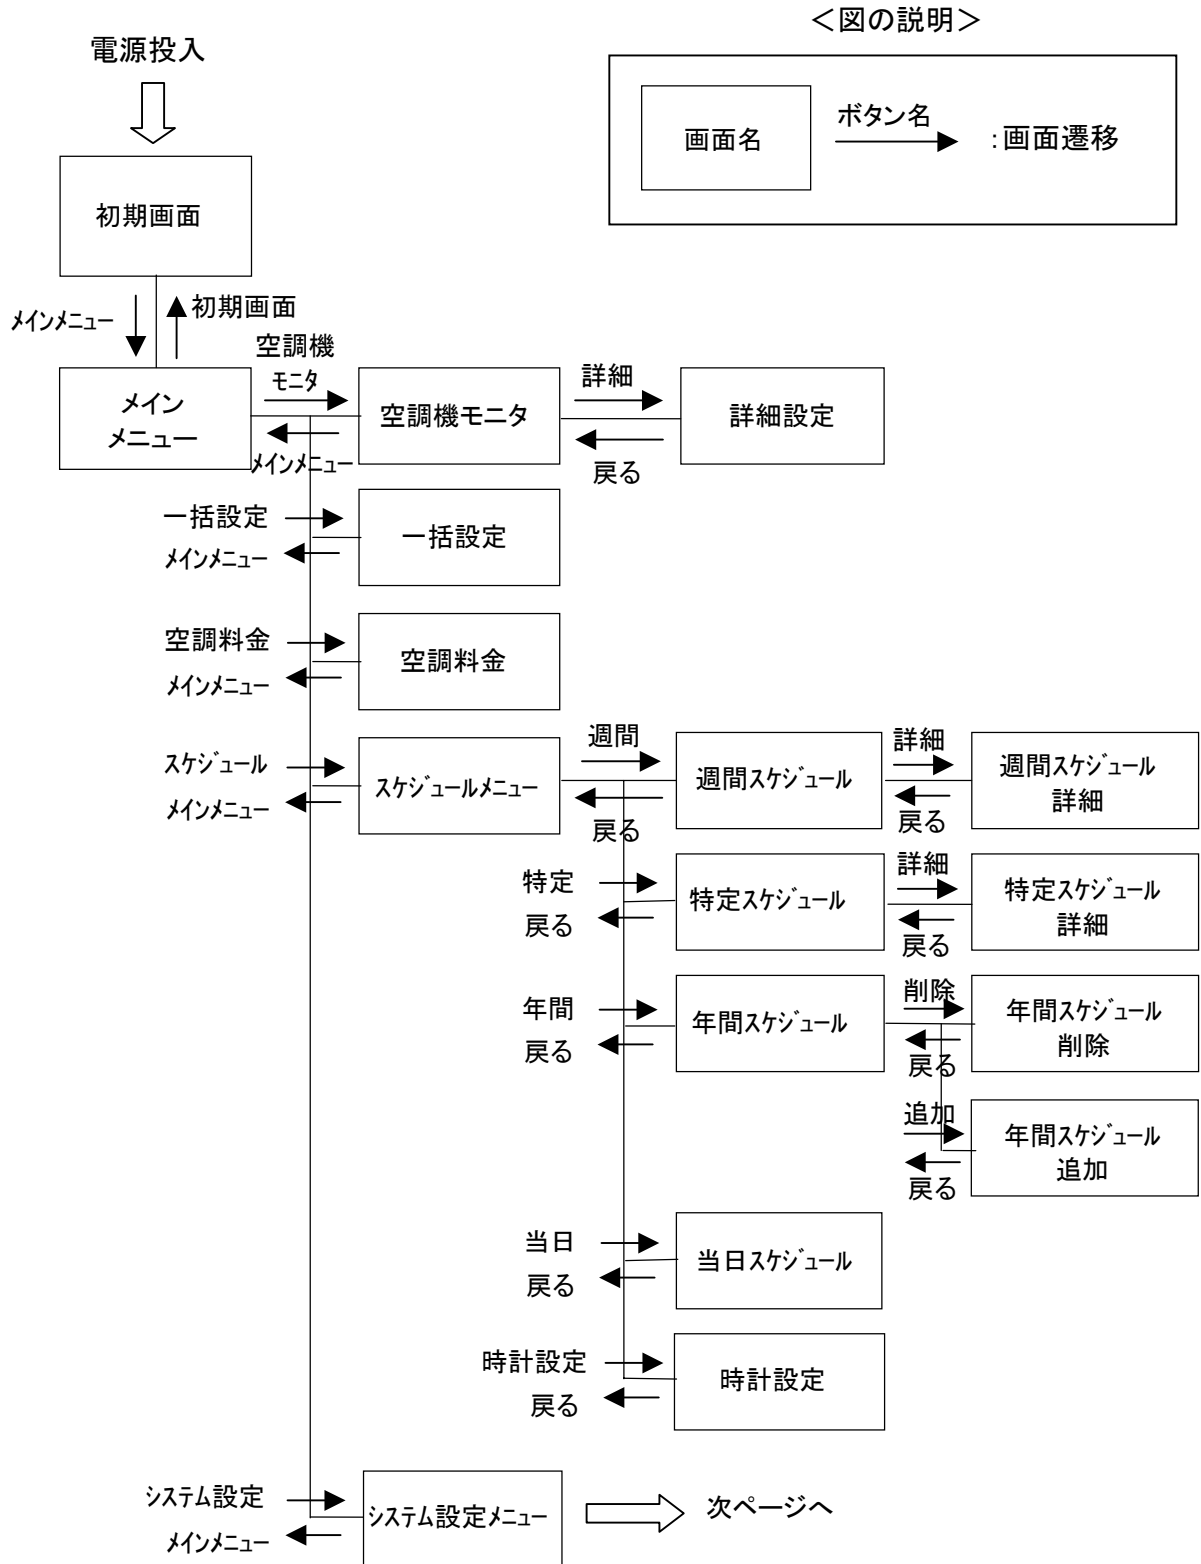 ＜図の説明＞
電源投入
画面名
ボタン名
：画面遷移
初期画面
メインメニュー
初期画面
空調機
ﾓﾆﾀ
メイン
メニュー
空調機モニタ
詳細
詳細設定
ﾒｲﾝﾒﾆｭｰ
戻る
一括設定
ﾒｲﾝﾒﾆｭｰ
一括設定
空調料金
ﾒｲﾝﾒﾆｭｰ
空調料金
ｽｹｼﾞｭｰﾙ
ﾒｲﾝﾒﾆｭｰ
ｽｹｼﾞｭｰﾙﾒﾆｭｰ
週間
戻る
週間ｽｹｼﾞｭｰﾙ
詳細
戻る
週間ｽｹｼﾞｭｰﾙ
詳細
特定
戻る
特定ｽｹｼﾞｭｰﾙ
詳細
戻る
特定ｽｹｼﾞｭｰﾙ
詳細
年間
戻る
年間ｽｹｼﾞｭｰﾙ
削除
戻る
年間ｽｹｼﾞｭｰﾙ
削除
追加
戻る
年間ｽｹｼﾞｭｰﾙ
追加
当日
戻る
当日ｽｹｼﾞｭｰﾙ
時計設定
戻る
時計設定
ｼｽﾃﾑ設定
ﾒｲﾝﾒﾆｭｰ
ｼｽﾃﾑ設定ﾒﾆｭｰ
次ページへ